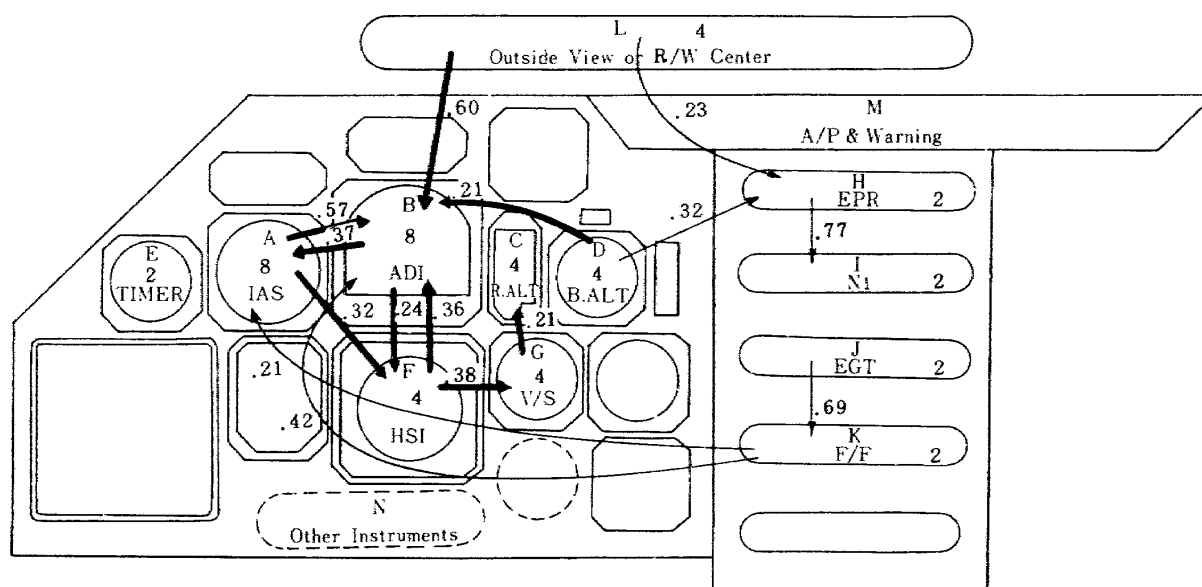 L 4
Outside View or R/W Center
.60
.23
M
A/P & Warning
H
EPR 2
.77
I
N1 2
J
EGT 2
.69
K
F/F 2
E
2
TIMER
A
8
IAS
.57
.37
B
8
ADI
.21
C
4
R.ALT
D
4
B.ALT
.32
.32
.24
.36
.21
.21
.42
F
4
HSI
.38
G
4
V/S
N
Other Instruments